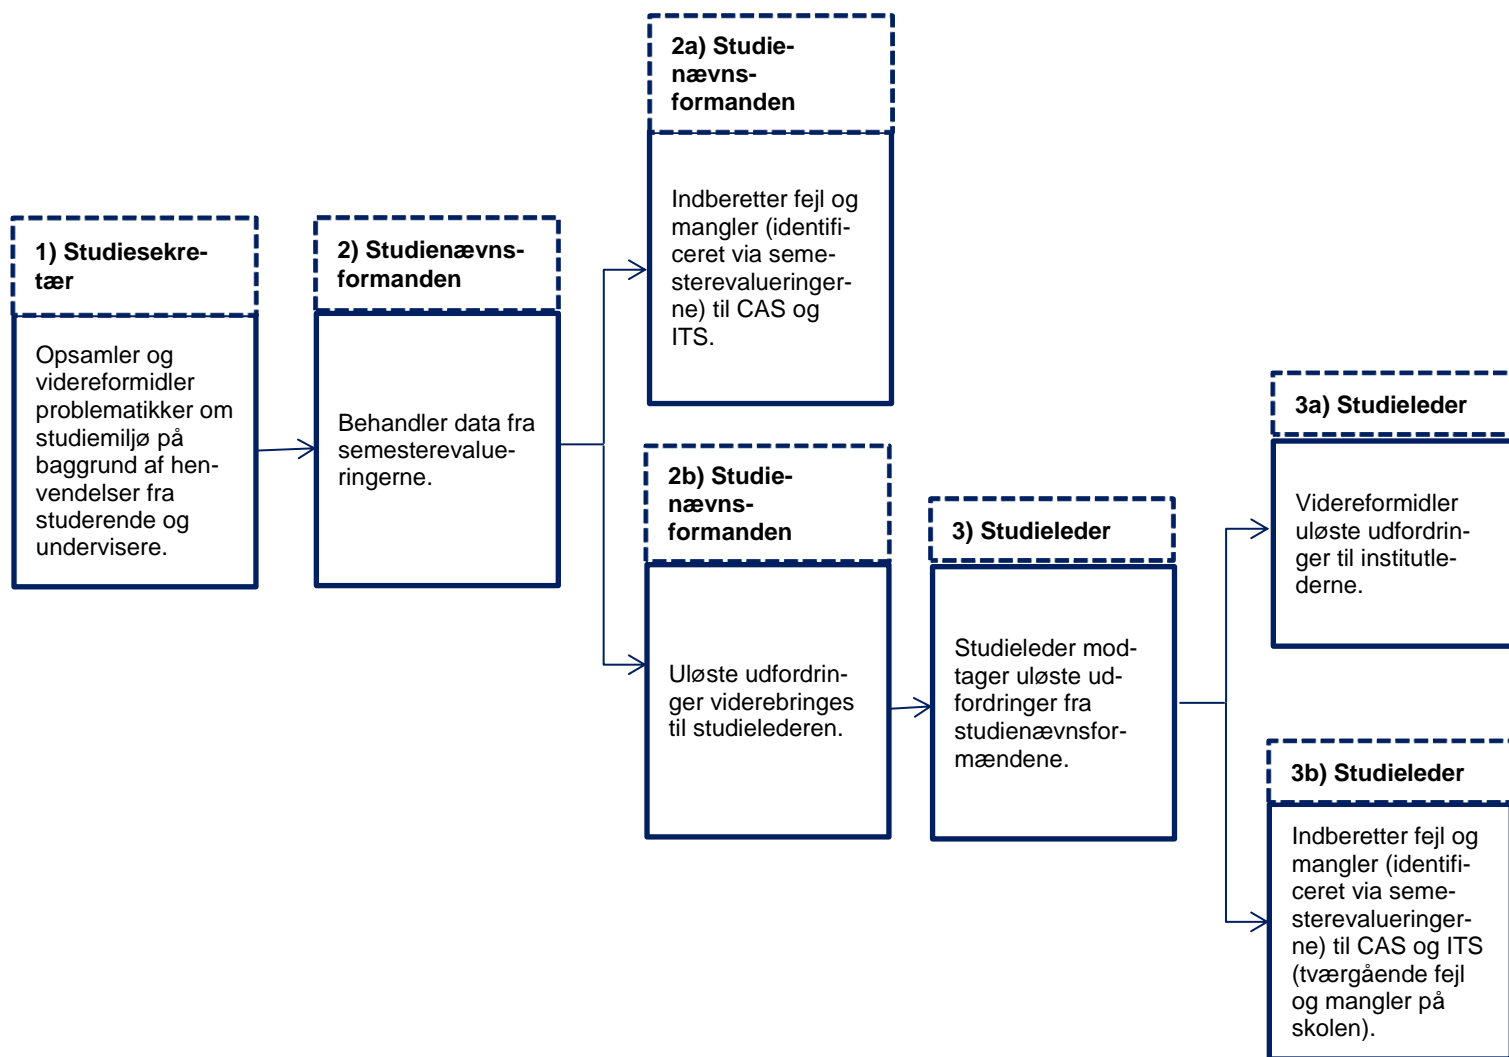 1) Studiesekre-
tær
Opsamler og
videreformidler
problematikker om
studiemiljø på
baggrund af hen-
vendelser fra
studerende og
undervisere.
2) Studienævns-
formanden
Behandler data fra
semesterevalue-
ringerne.
2a) Studie-
nævns-
formanden
Indberetter fejl og
mangler (identifi-
ceret via seme-
sterevalueringer-
ne) til CAS og
ITS.
2b) Studie-
nævns-
formanden
Uløste udfordrin-
ger viderebringes
til studielederen.
3) Studieleder
Studieleder mod-
tager uløste ud-
fordringer fra
studienævnsfor-
mændene.
3a) Studieleder
Videreformidler
uløste udfordrin-
ger til institutle-
derne.
3b) Studieleder
Indberetter fejl og
mangler (identifi-
ceret via seme-
sterevalueringer-
ne) til CAS og ITS
(tværgående fejl
og mangler på
skolen).